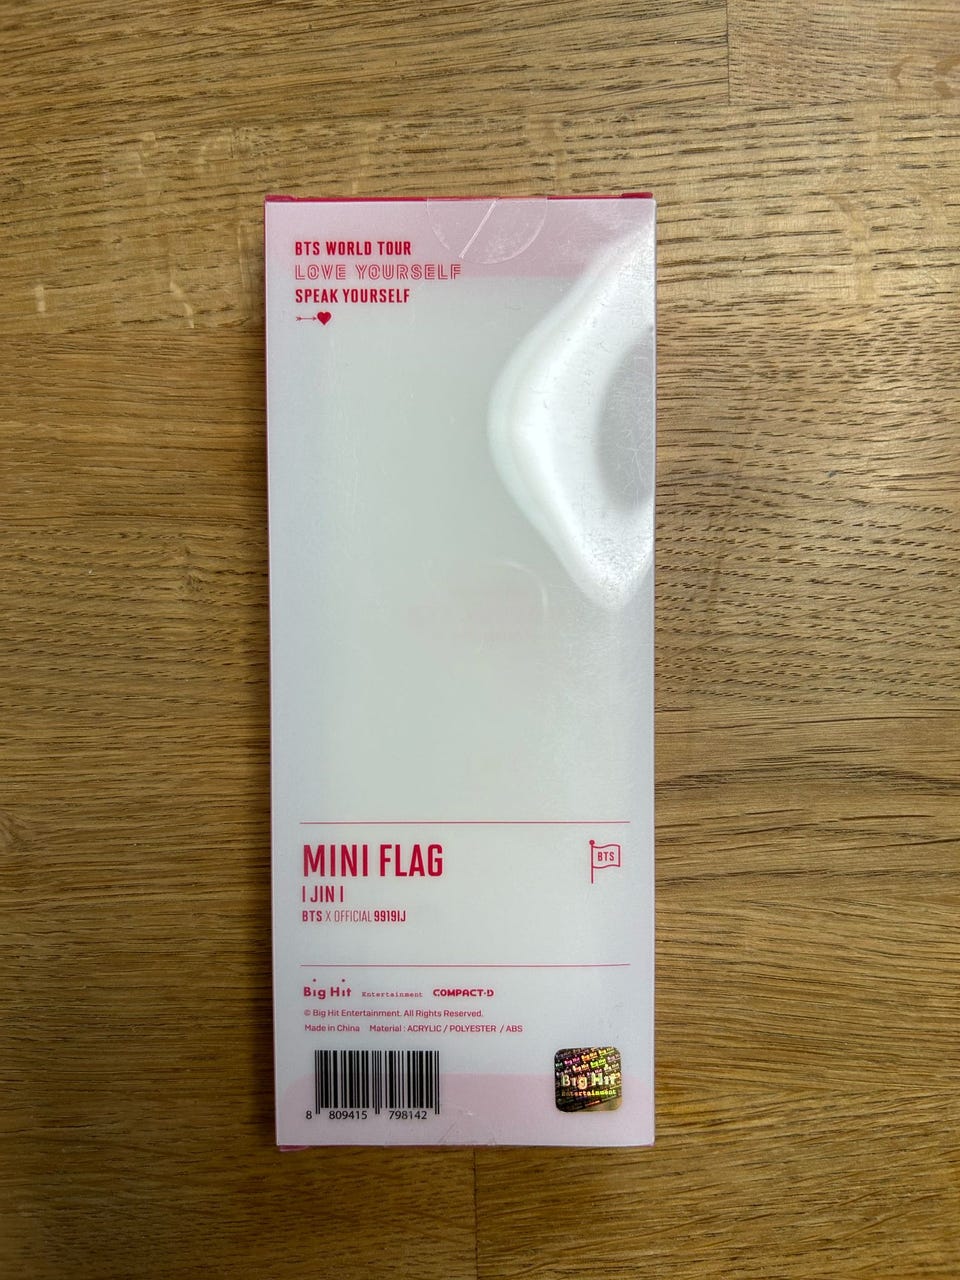 BTS WORLD TOUR
LOVE YOURSELF
SPEAK YOURSELF
MINI FLAG
I JIN I
BTS X OFFICIAL 9919IJ
BTS
Big Hit Entertainment COMPACT·D
© Big Hit Entertainment. All Rights Reserved.
Made in China Material : ACRYLIC / POLYESTER / ABS
8 809415 798142
Big Hit
Entertainment